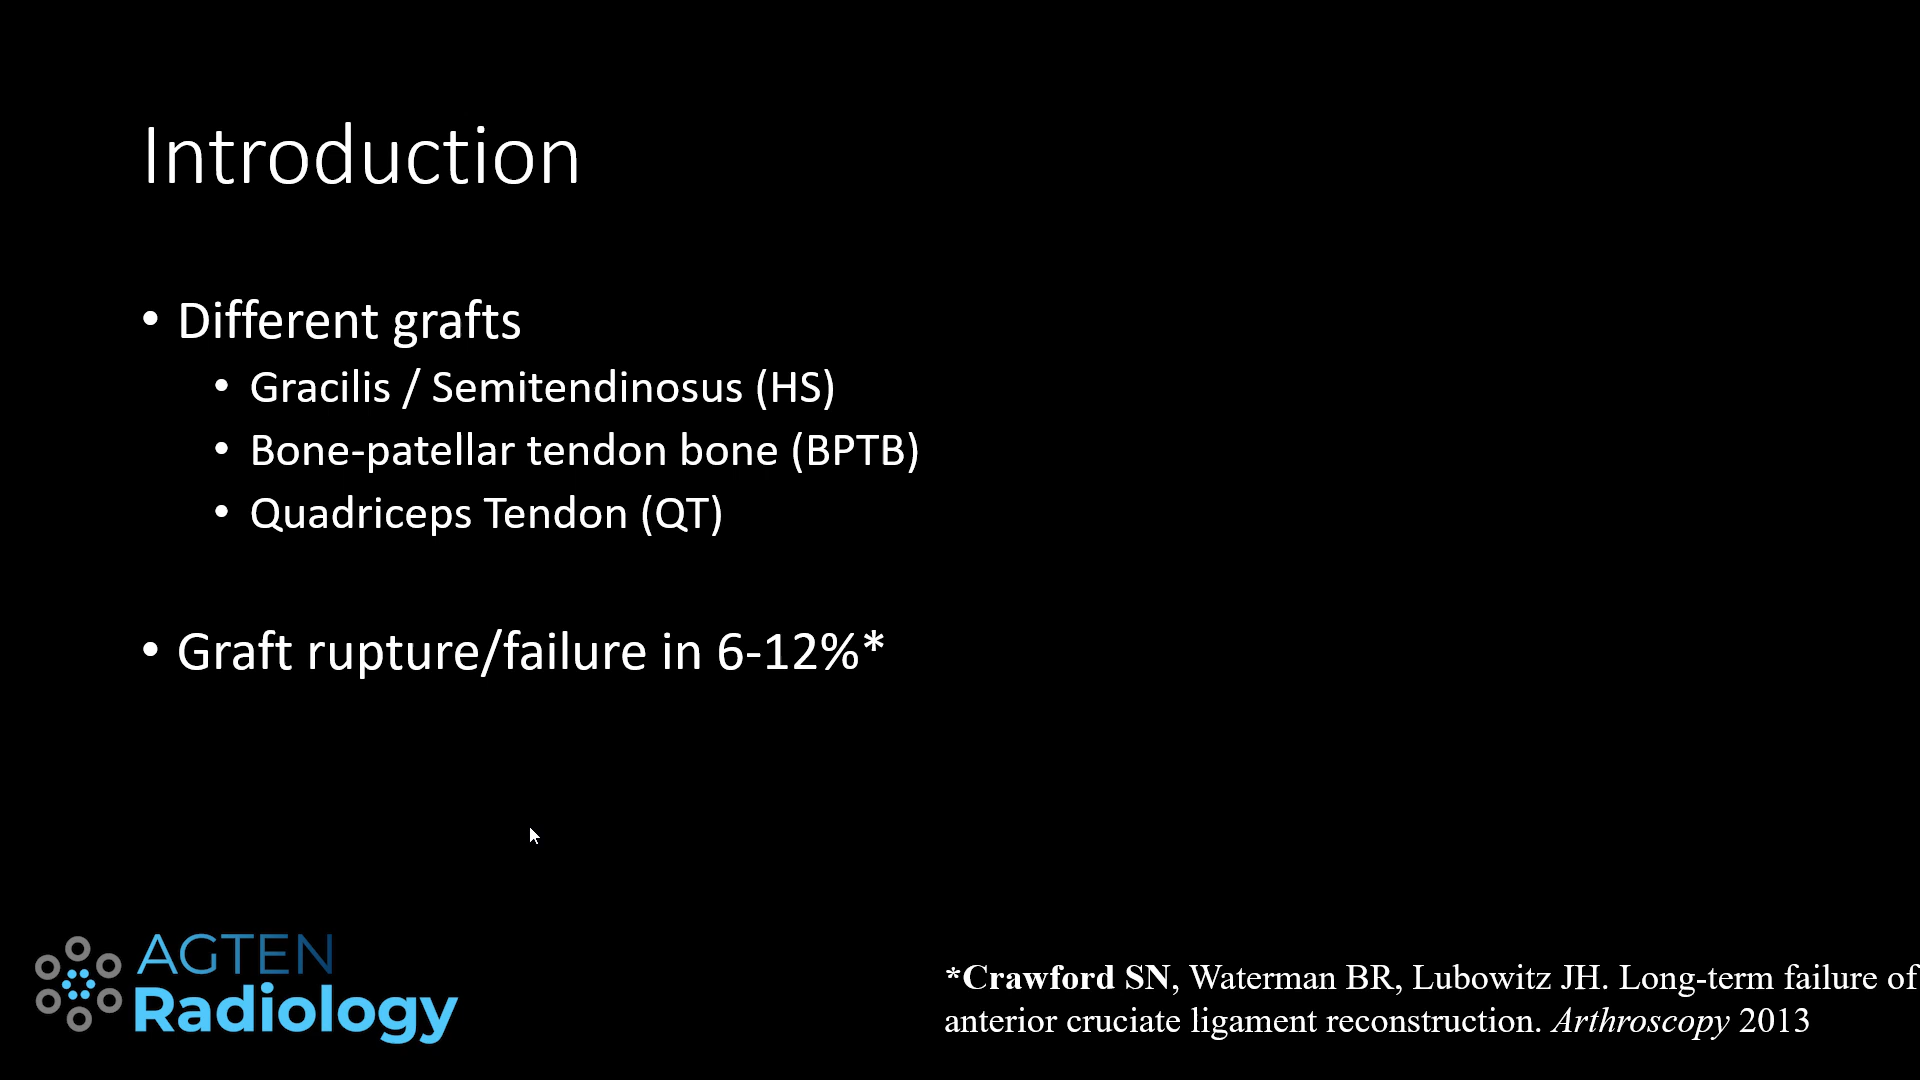 Introduction
• Different grafts
• Gracilis / Semitendinosus (HS)
• Bone-patellar tendon bone (BPTB)
• Quadriceps Tendon (QT)
• Graft rupture/failure in 6-12%*
AGTEN
Radiology
*Crawford SN, Waterman BR, Lubowitz JH. Long-term failure of
anterior cruciate ligament reconstruction. Arthroscopy 2013